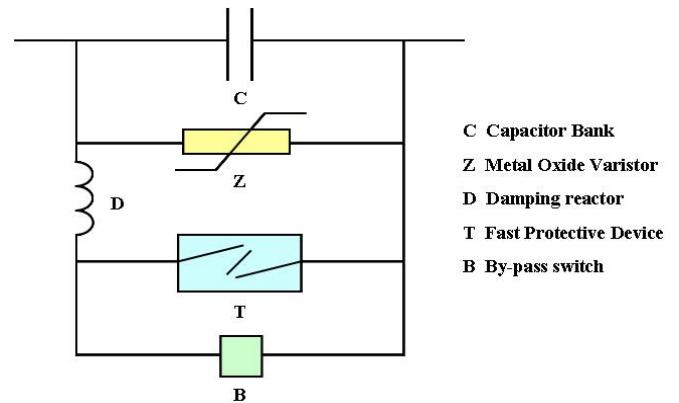 C
Z
D
T
B
C Capacitor Bank
Z Metal Oxide Varistor
D Damping reactor
T Fast Protective Device
B By-pass switch